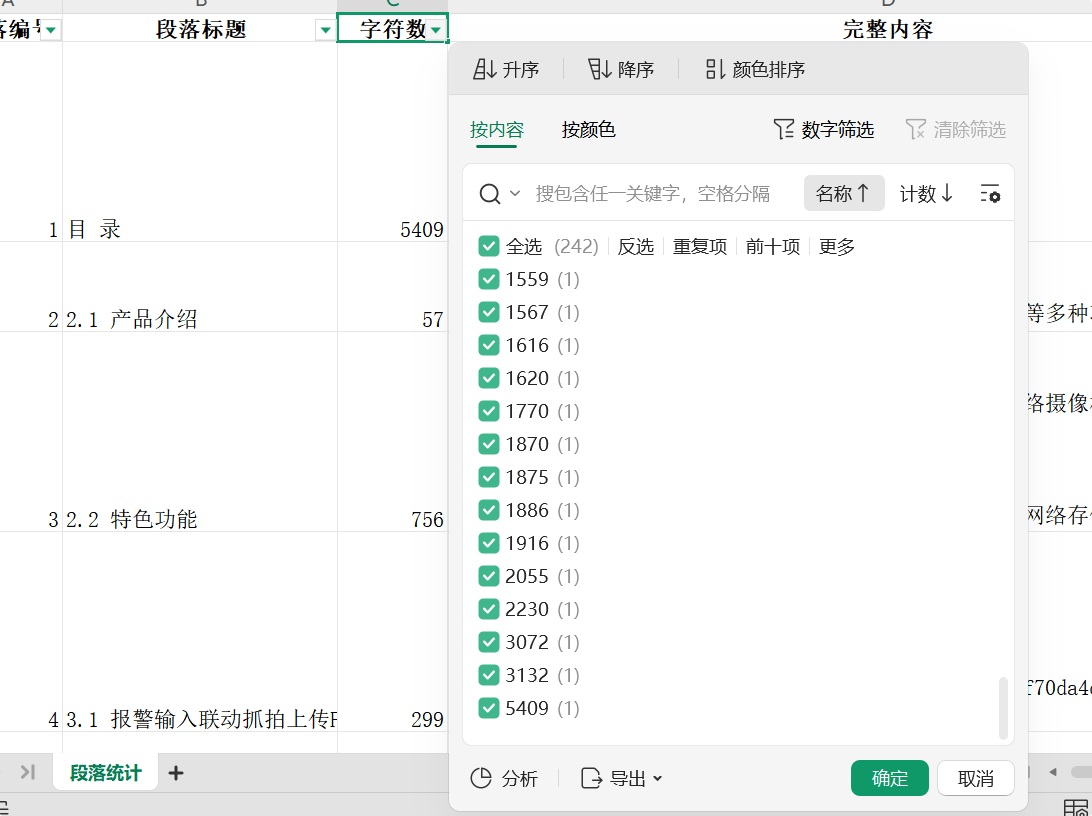 A B C D
落编号 段落标题 字符数 完整内容
升序 降序 颜色排序
按内容 按颜色 数字筛选 清除筛选
搜包含任一关键字，空格分隔 名称↑ 计数↓
全选 (242) 反选 重复项 前十项 更多
1559 (1)
1567 (1)
1616 (1)
1620 (1)
1770 (1)
1870 (1)
1875 (1)
1886 (1)
1916 (1)
2055 (1)
2230 (1)
3072 (1)
3132 (1)
5409 (1)
分析 导出 确定 取消
1 目 录 5409
2 2.1 产品介绍 57
等多种
络摄像
3 2.2 特色功能 756
网络存
f70da4
4 3.1 报警输入联动抓拍上传F 299
段落统计 +